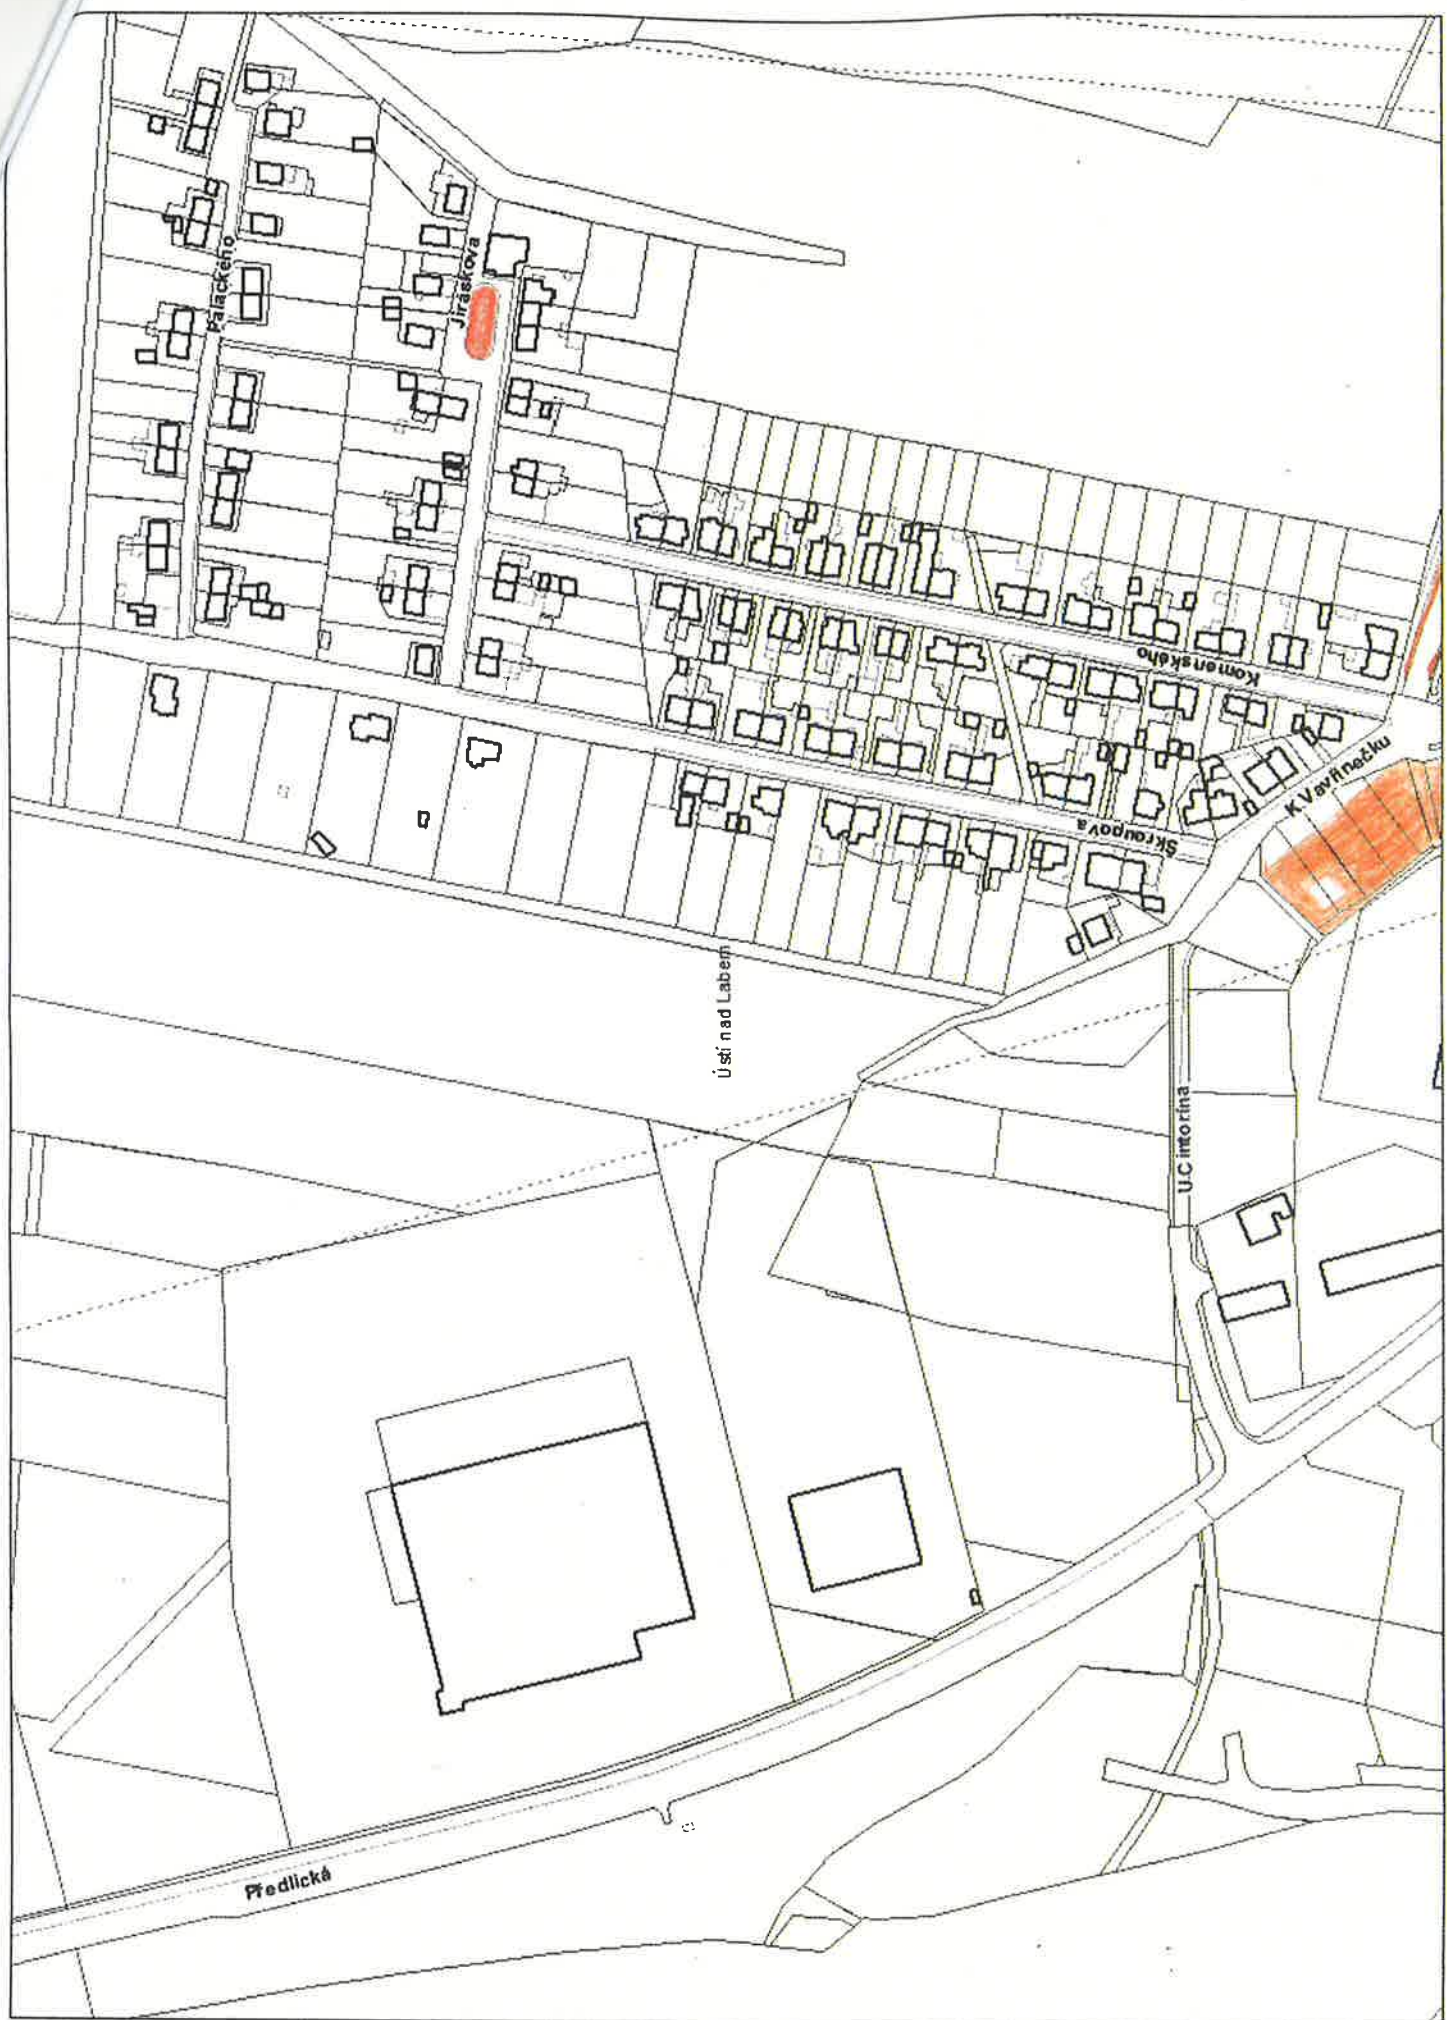 Palackého
Jiráskova
Komenského
K Vavřinečku
Škroupova
Ústí nad Labem
U.Cintorína
Předlická